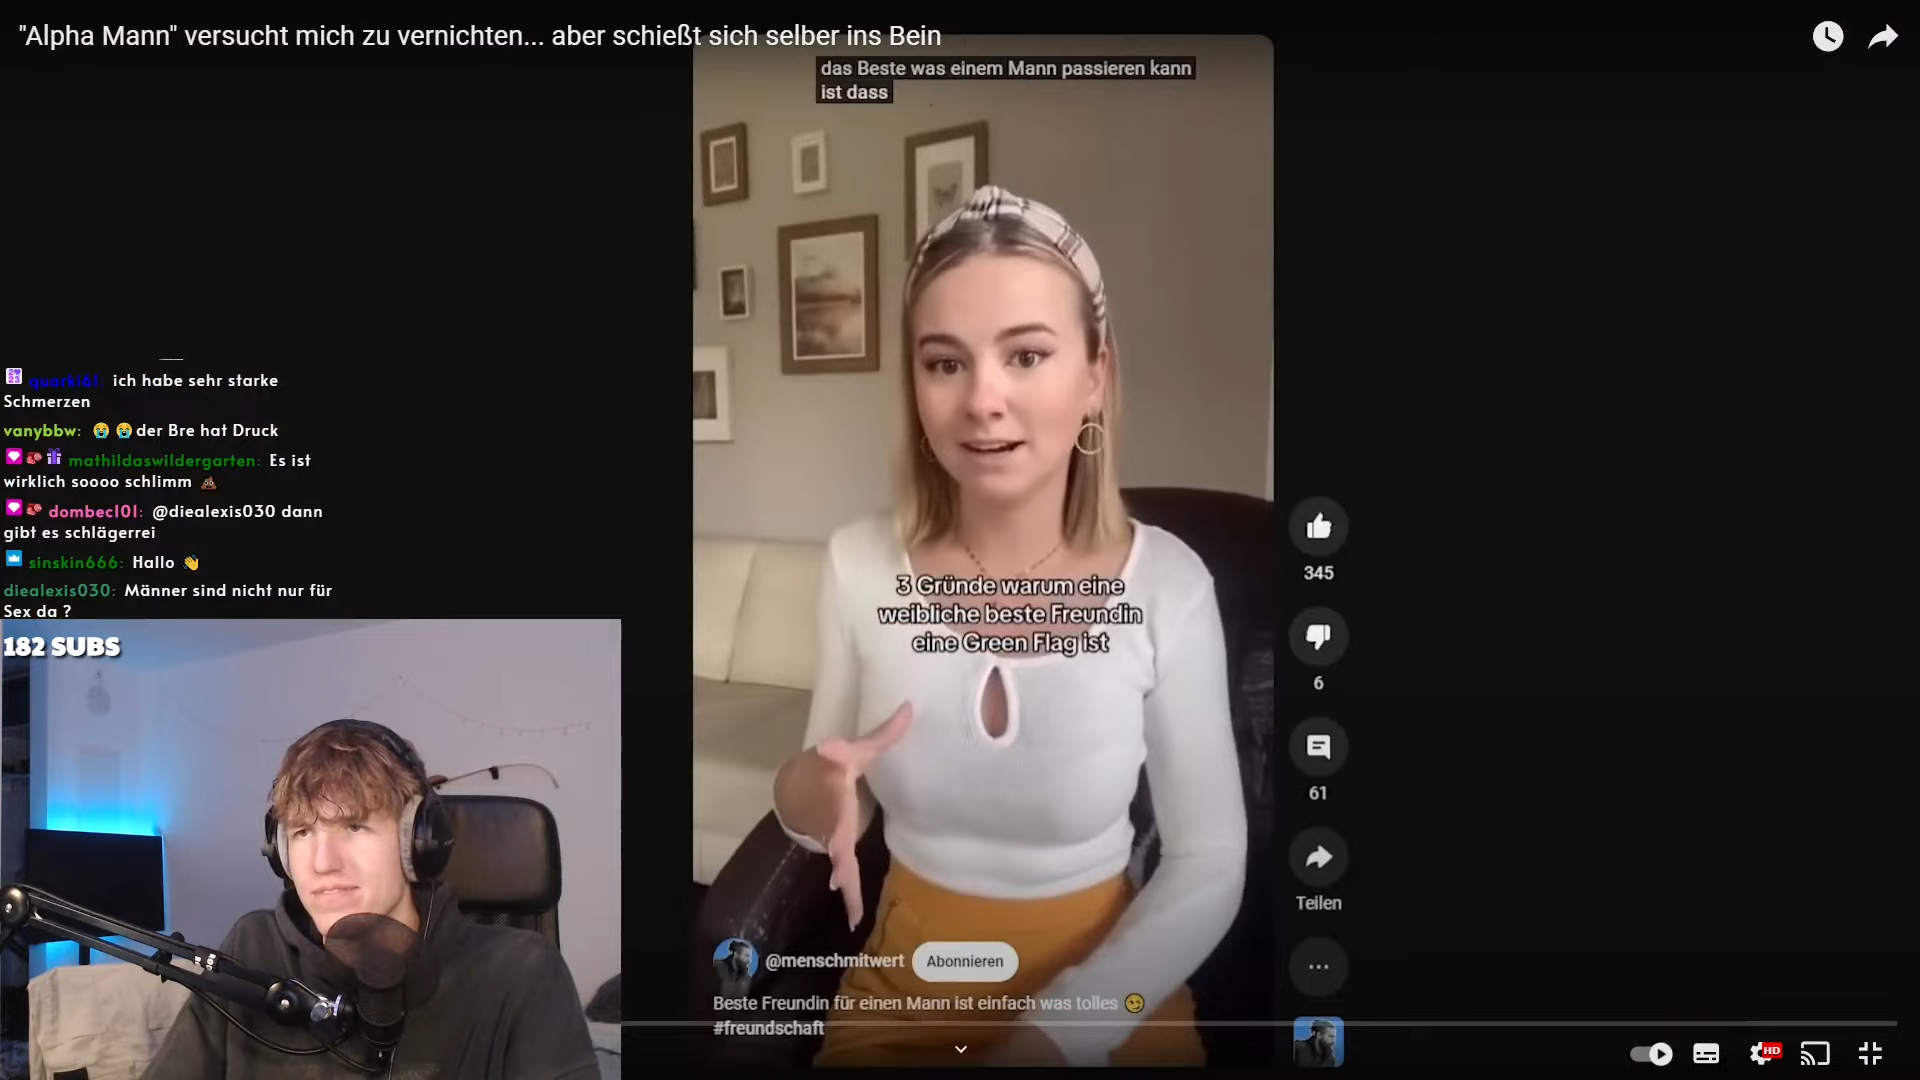 "Alpha Mann" versucht mich zu vernichten... aber schießt sich selber ins Bein
das Beste was einem Mann passieren kann
ist dass
quarkl61: ich habe sehr starke
Schmerzen
vanybbw: 😭 😭 der Bre hat Druck
mathildaswildergarten: Es ist
wirklich soooo schlimm 💩
dombecl01: @diealexis030 dann
gibt es schlägerrei
sinskin666: Hallo 👋
diealexis030: Männer sind nicht nur für
Sex da ?
182 SUBS
3 Gründe warum eine
weibliche beste Freundin
eine Green Flag ist
345
6
61
Teilen
@menschmitwert Abonnieren
Beste Freundin für einen Mann ist einfach was tolles 😊
#freundschaft
HD